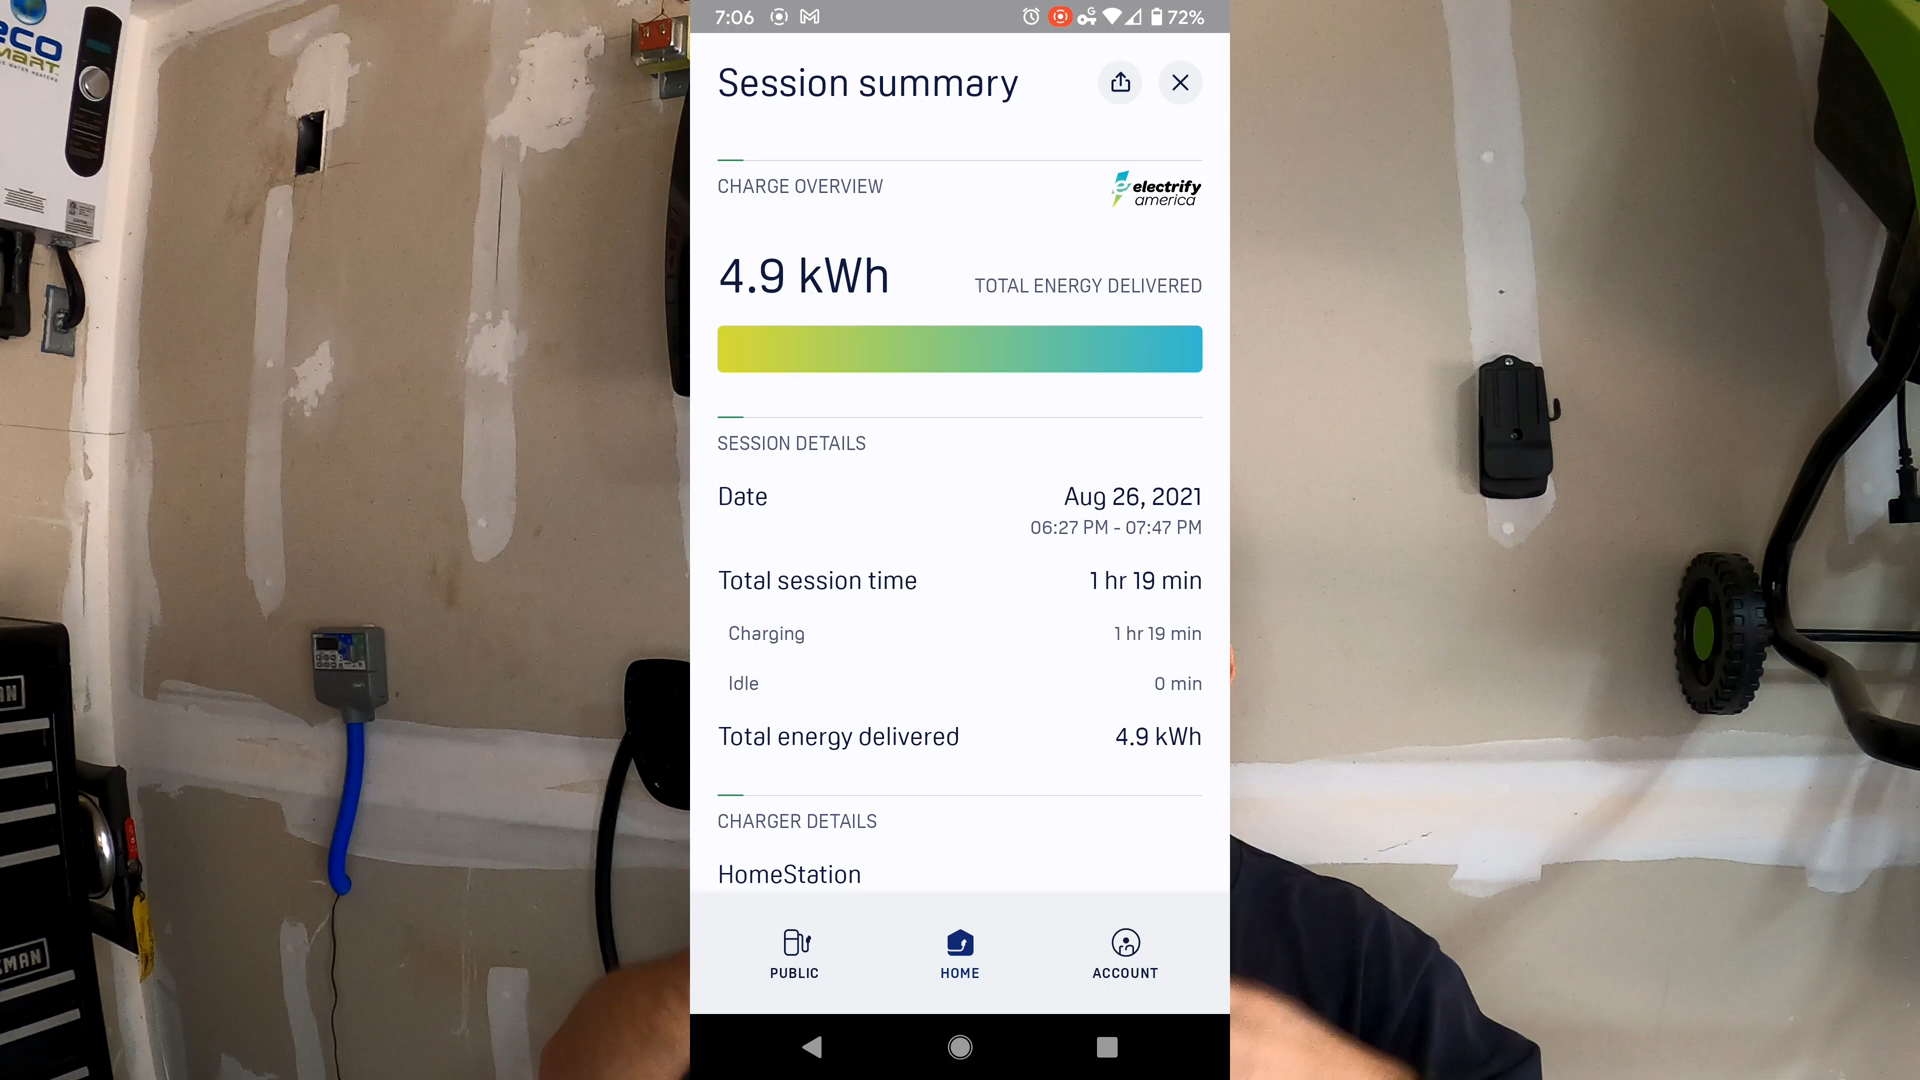 7:06
72%
Session summary
CHARGE OVERVIEW
electrify
america
4.9 kWh
TOTAL ENERGY DELIVERED
SESSION DETAILS
Date
Aug 26, 2021
06:27 PM - 07:47 PM
Total session time
1 hr 19 min
Charging
1 hr 19 min
Idle
0 min
Total energy delivered
4.9 kWh
CHARGER DETAILS
HomeStation
PUBLIC
HOME
ACCOUNT
eco